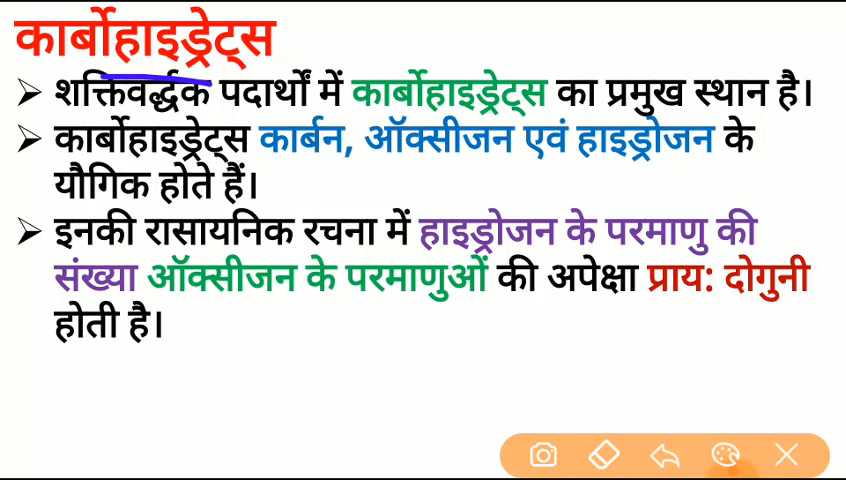 कार्बोहाइड्रेट्स
➢ शक्तिवर्द्धक पदार्थों में कार्बोहाइड्रेट्स का प्रमुख स्थान है।
➢ कार्बोहाइड्रेट्स कार्बन, ऑक्सीजन एवं हाइड्रोजन के
यौगिक होते हैं।
➢ इनकी रासायनिक रचना में हाइड्रोजन के परमाणु की
संख्या ऑक्सीजन के परमाणुओं की अपेक्षा प्राय: दोगुनी
होती है।